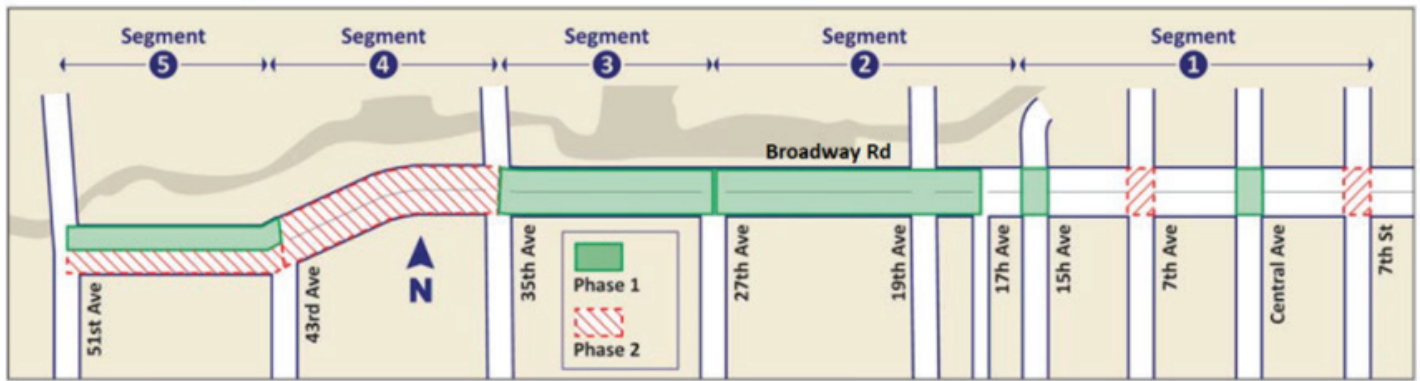 Segment
5
Segment
4
Segment
3
Segment
2
Segment
1
Broadway Rd
N
Phase 1
Phase 2
51st Ave
43rd Ave
35th Ave
27th Ave
19th Ave
17h Ave
15h Ave
7th Ave
Central Ave
7th St